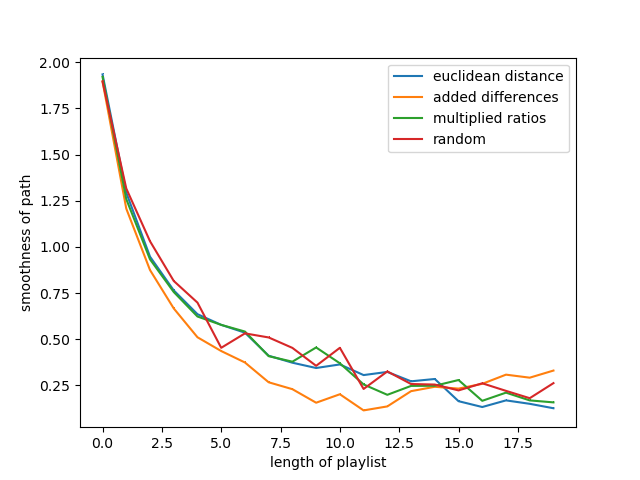 2.00
1.75
1.50
1.25
1.00
0.75
0.50
0.25
smoothness of path
euclidean distance
added differences
multiplied ratios
random
0.0 2.5 5.0 7.5 10.0 12.5 15.0 17.5
length of playlist